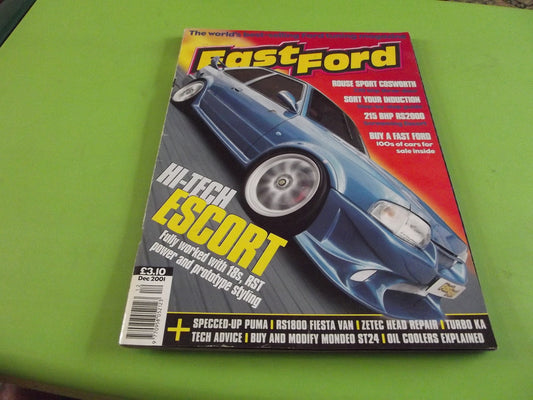 The world's
Fast Ford
ROUSE SPORT COSWORTH
SORT YOUR INDUCTION
215 BHP RS2000
BUY A FAST FORD
100s of cars for
sale inside
HI-TECH
ESCORT
Fully worked with 18s, RST
power and prototype styling
£3.10
Dec 2001
+ SPECCED-UP PUMA | RS1800 FIESTA VAN | ZETEC HEAD REPAIR | TURBO KA
TECH ADVICE | BUY AND MODIFY MONDEO ST24 | OIL COOLERS EXPLAINED